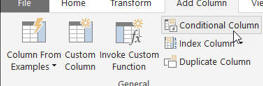 File Home Transform Add Column
Column From Examples Custom Column Invoke Custom Function
Conditional Column
Index Column
Duplicate Column
General